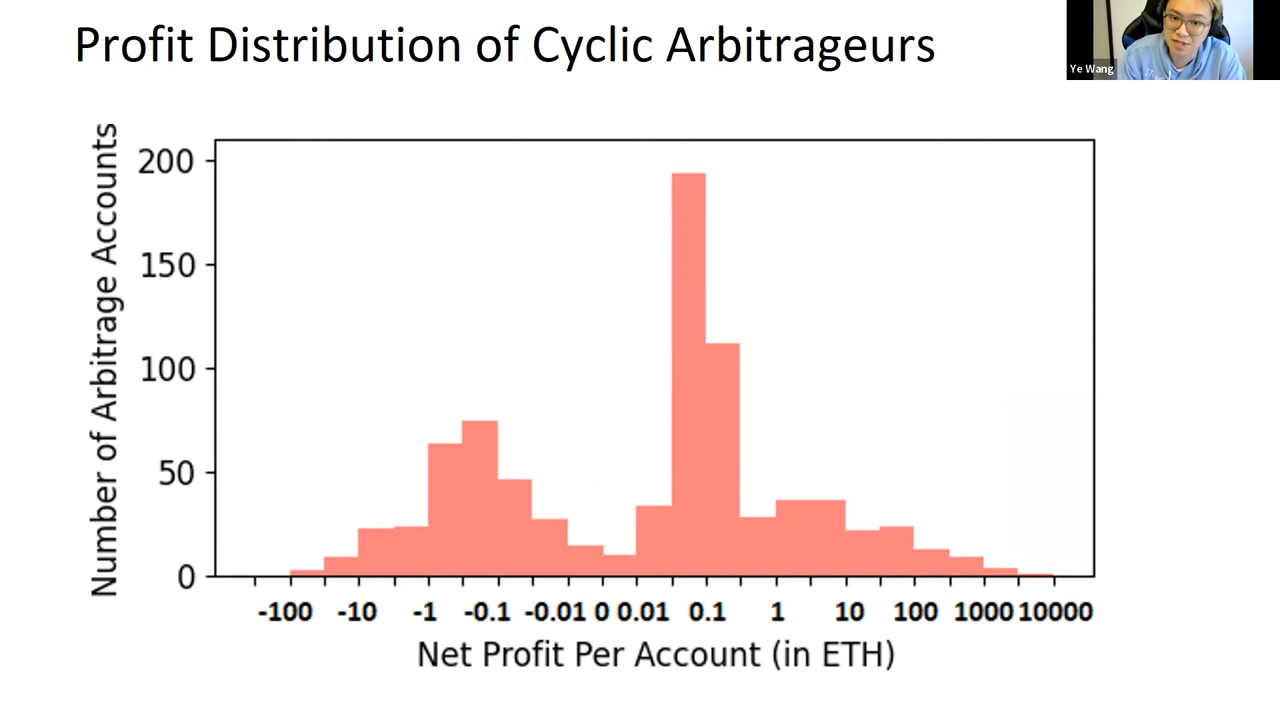 Profit Distribution of Cyclic Arbitrageurs
Ye Wang
Number of Arbitrage Accounts
200
150
100
50
0
-100 -10 -1 -0.1 -0.01 0 0.01 0.1 1 10 100 1000 10000
Net Profit Per Account (in ETH)